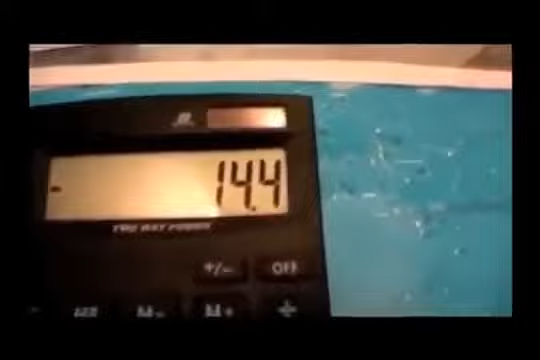 - 14.4
TWO WAY POWER
+/- OFF
M- M+ ÷